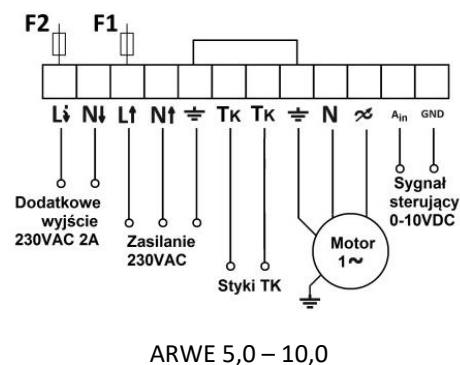 F2 F1
L↓ N↓ L↑ N↑ ⏚ TK TK ⏚ N Ain GND
Dodatkowe
wyjście
230VAC 2A
Zasilanie
230VAC
Styki TK
Motor
1~
Sygnał
sterujący
0-10VDC
ARWE 5,0 – 10,0